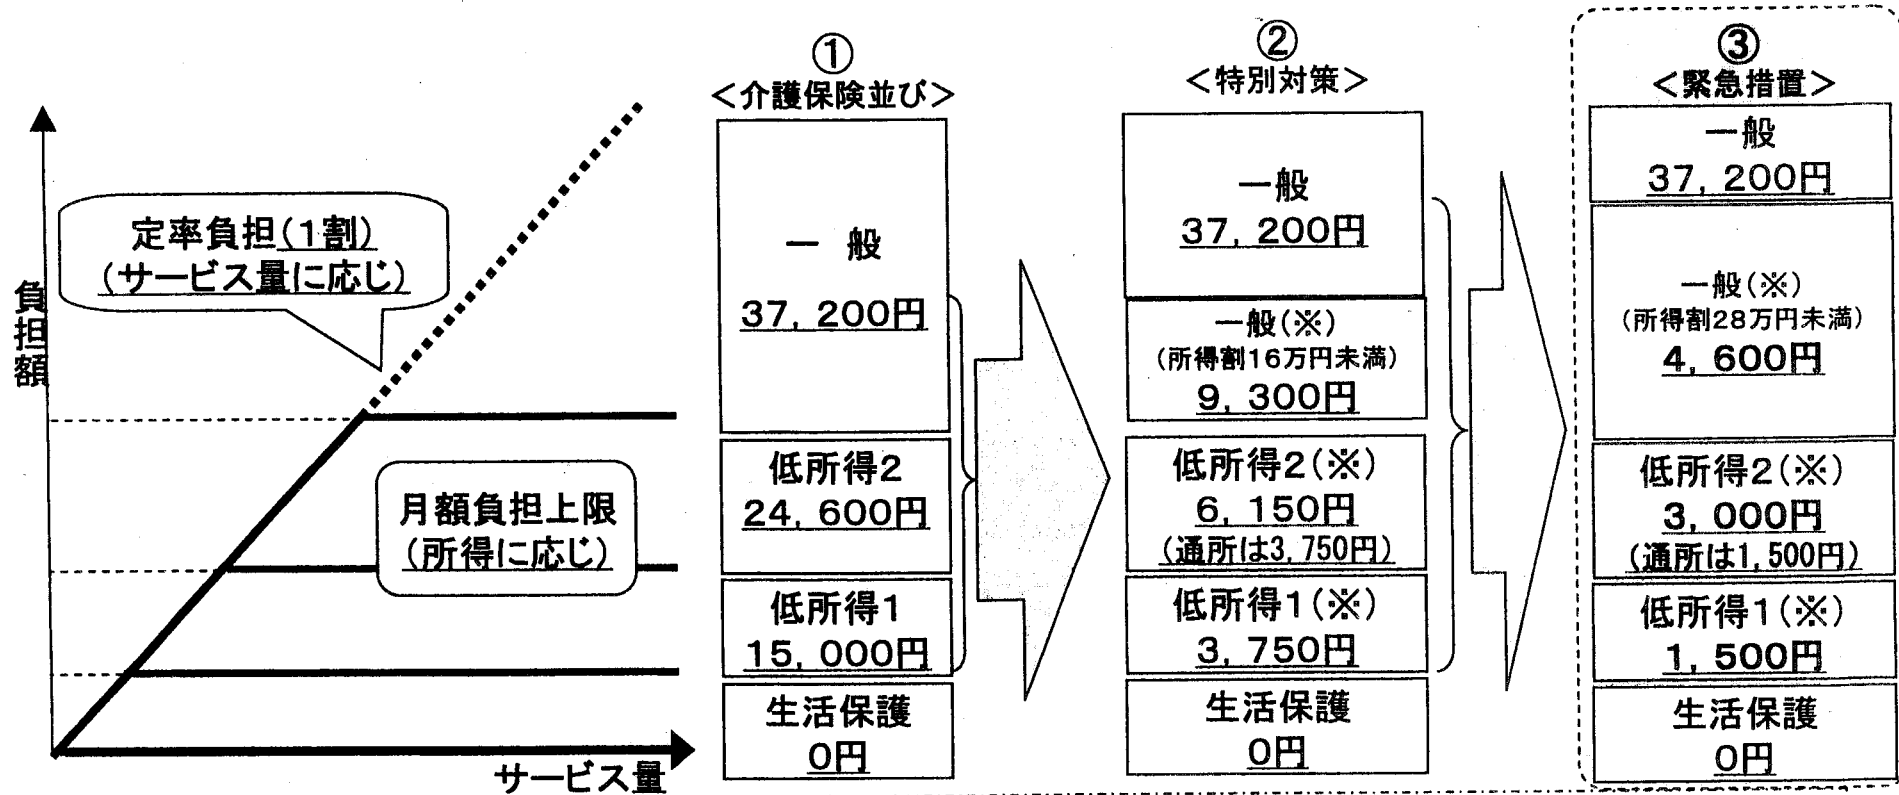 負担額
定率負担(1割)
(サービス量に応じ)
月額負担上限
(所得に応じ)
サービス量
①
<介護保険並び>
一 般
37,200円
低所得2
24,600円
低所得1
15,000円
生活保護
0円
②
<特別対策>
一般
37,200円
一般(※)
(所得割16万円未満)
9,300円
低所得2(※)
6,150円
(通所は3,750円)
低所得1(※)
3,750円
生活保護
0円
③
<緊急措置>
一般
37,200円
一般(※)
(所得割28万円未満)
4,600円
低所得2(※)
3,000円
(通所は1,500円)
低所得1(※)
1,500円
生活保護
0円